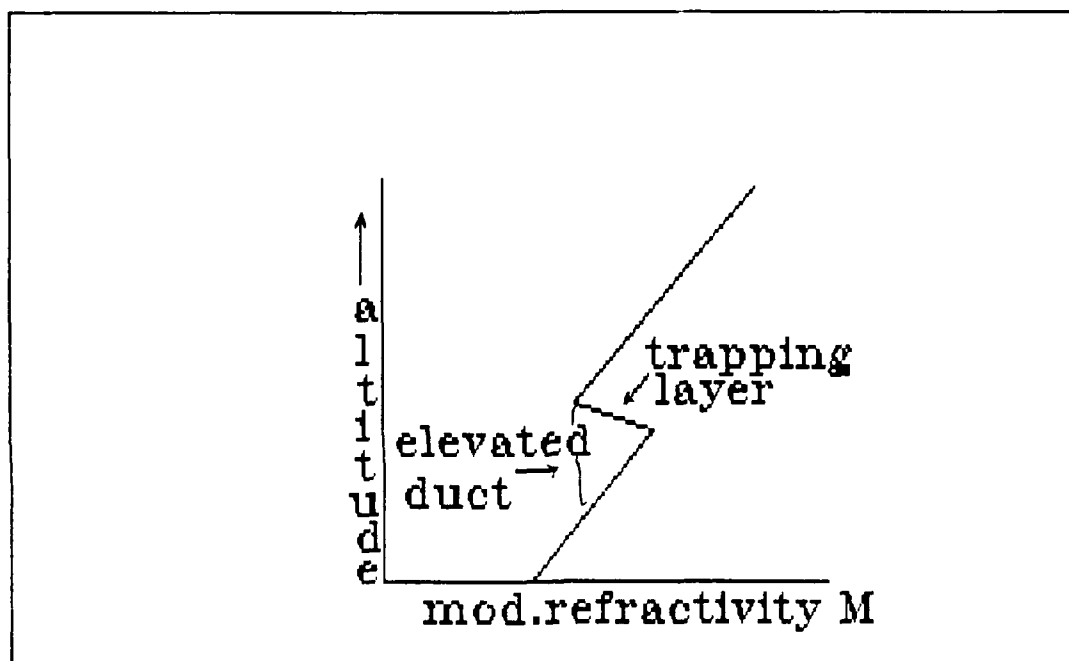 altitude
trapping
layer
elevated
duct
mod.refractivity M